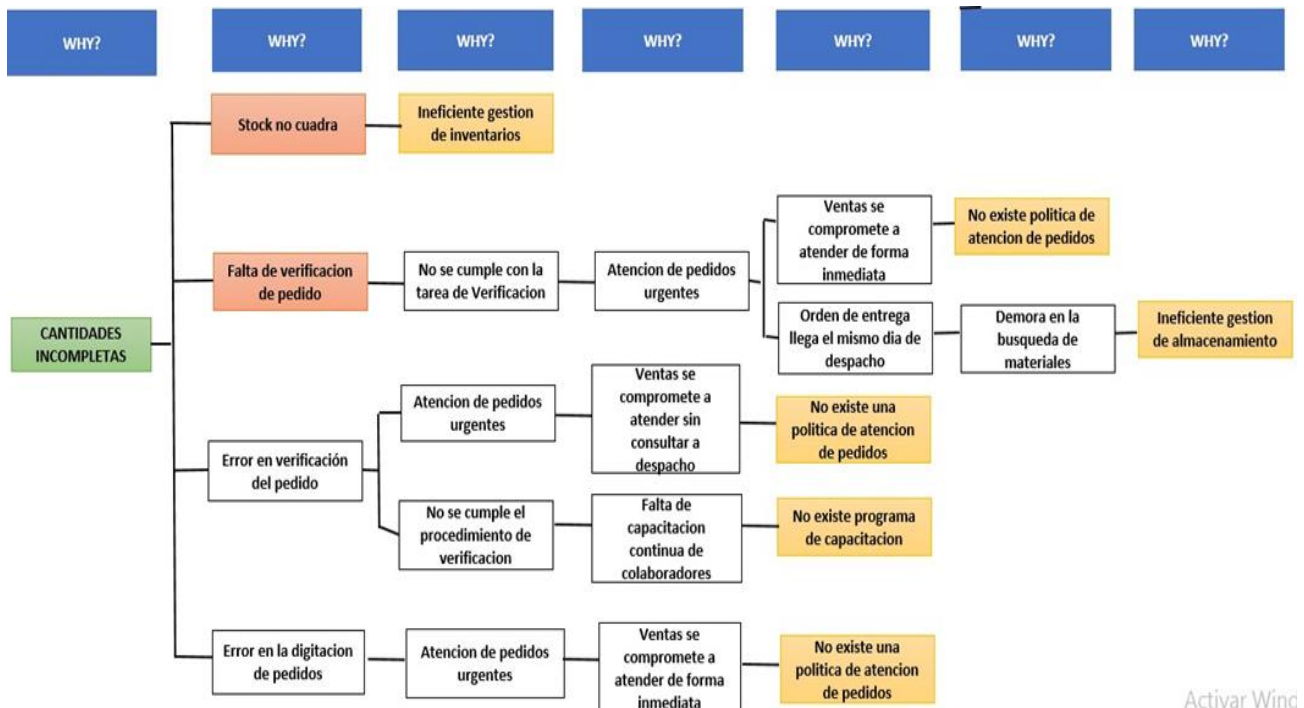 WHY?
WHY?
WHY?
WHY?
WHY?
WHY?
WHY?
Stock no cuadra
Ineficiente gestion
de inventarios
Falta de verificacion
de pedido
No se cumple con la
tarea de Verificacion
Atencion de pedidos
urgentes
Ventas se
compromete a
atender de forma
inmediata
No existe politica de
atencion de pedidos
Orden de entrega
llega el mismo dia de
despacho
Demora en la
busqueda de
materiales
Ineficiente gestion
de almacenamiento
CANTIDADES
INCOMPLETAS
Error en verificación
del pedido
Atencion de pedidos
urgentes
Ventas se
compromete a
atender sin
consultar a
despacho
No existe una
politica de atencion
de pedidos
No se cumple el
procedimiento de
verificacion
Falta de
capacitacion
continua de
colaboradores
No existe programa
de capacitacion
Error en la digitacion
de pedidos
Atencion de pedidos
urgentes
Ventas se
compromete a
atender de forma
inmediata
No existe una
politica de atencion
de pedidos
Activar Wind